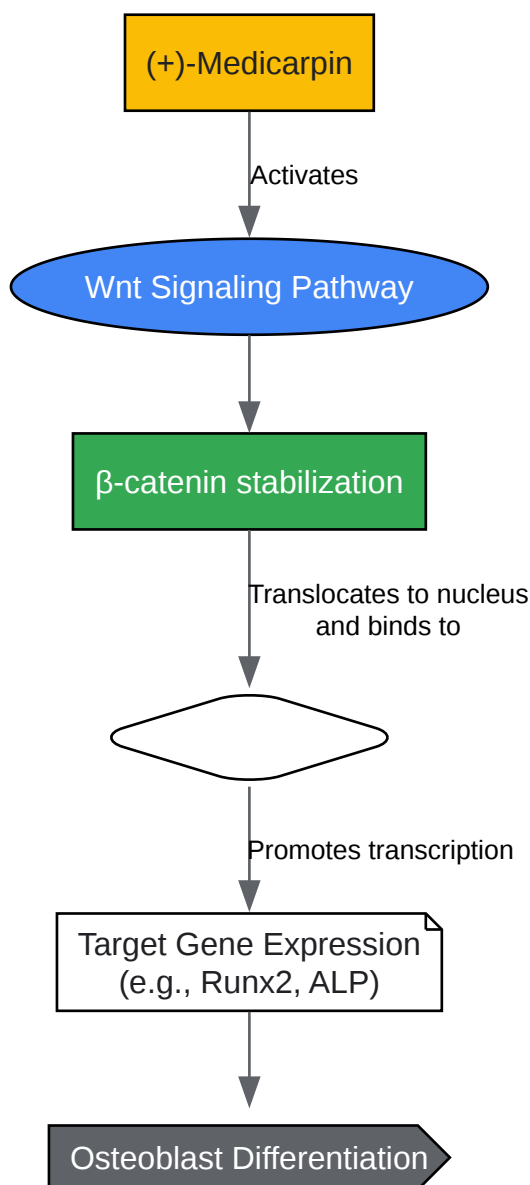 (+)-Medicarpin
Activates
Wnt Signaling Pathway
β-catenin stabilization
Translocates to nucleus
and binds to
Promotes transcription
Target Gene Expression
(e.g., Runx2, ALP)
Osteoblast Differentiation